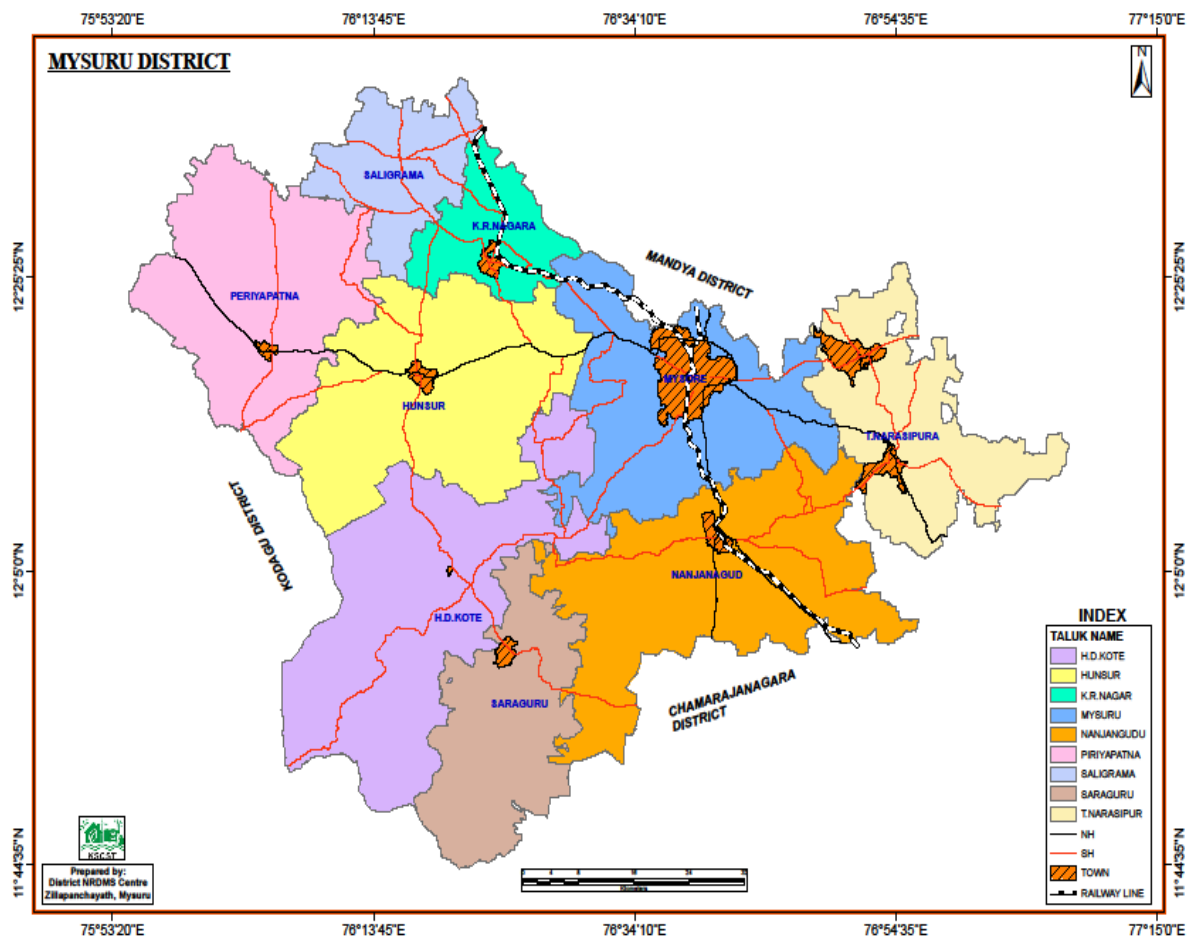 75°53'20"E
76°13'45"E
76°34'10"E
76°54'35"E
77°15'0"E
MYSURU DISTRICT
N
SALIGRAMA
K.R.NAGARA
MANDYA DISTRICT
12°25'25"N
12°25'25"N
PERIYAPATNA
MYSORE
HUNSUR
T.NARASIPURA
KODAGU DISTRICT
12°5'0"N
12°5'0"N
NANJANAGUD
H.D.KOTE
SARAGURU
CHAMARAJANAGARA
DISTRICT
INDEX
TALUK NAME
H.D.KOTE
HUNSUR
K.R.NAGAR
MYSURU
NANJANGUDU
PIRIYAPATNA
SALIGRAMA
SARAGURU
T.NARASIPUR
NH
SH
TOWN
RAILWAY LINE
11°44'35"N
11°44'35"N
KSCST
Prepared by:
District NRDMS Centre
Zillapanchayath, Mysuru
Kilometers
75°53'20"E
76°13'45"E
76°34'10"E
76°54'35"E
77°15'0"E